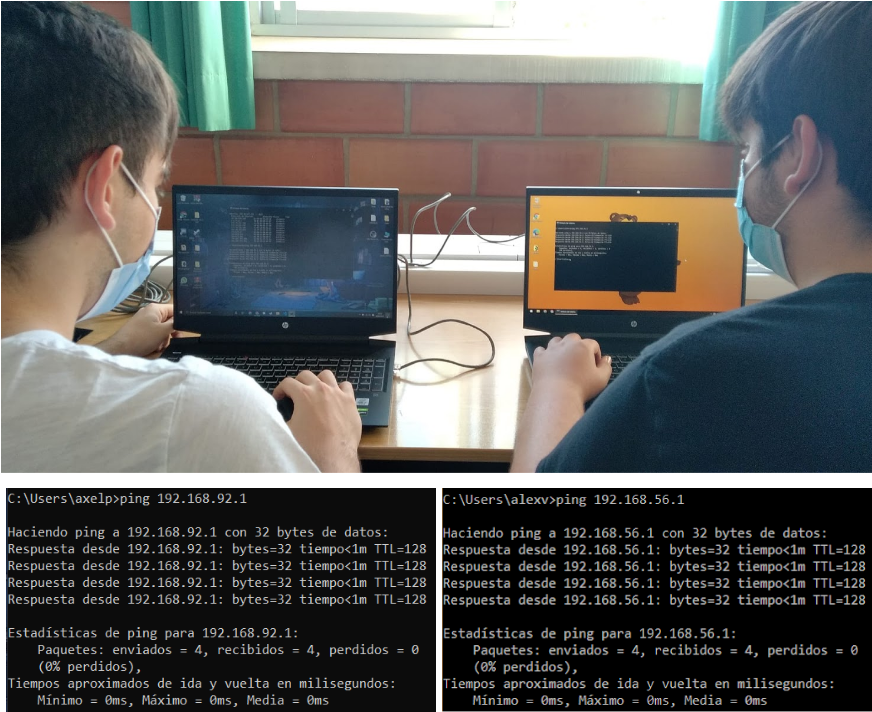 C:\Users\axelp>ping 192.168.92.1
Haciendo ping a 192.168.92.1 con 32 bytes de datos:
Respuesta desde 192.168.92.1: bytes=32 tiempo<1m TTL=128
Respuesta desde 192.168.92.1: bytes=32 tiempo<1m TTL=128
Respuesta desde 192.168.92.1: bytes=32 tiempo<1m TTL=128
Respuesta desde 192.168.92.1: bytes=32 tiempo<1m TTL=128
Estadísticas de ping para 192.168.92.1:
Paquetes: enviados = 4, recibidos = 4, perdidos = 0
(0% perdidos),
Tiempos aproximados de ida y vuelta en milisegundos:
Mínimo = 0ms, Máximo = 0ms, Media = 0ms
C:\Users\alexv>ping 192.168.56.1
Haciendo ping a 192.168.56.1 con 32 bytes de datos:
Respuesta desde 192.168.56.1: bytes=32 tiempo<1m TTL=128
Respuesta desde 192.168.56.1: bytes=32 tiempo<1m TTL=128
Respuesta desde 192.168.56.1: bytes=32 tiempo<1m TTL=128
Respuesta desde 192.168.56.1: bytes=32 tiempo<1m TTL=128
Estadísticas de ping para 192.168.56.1:
Paquetes: enviados = 4, recibidos = 4, perdidos = 0
(0% perdidos),
Tiempos aproximados de ida y vuelta en milisegundos:
Mínimo = 0ms, Máximo = 0ms, Media = 0ms